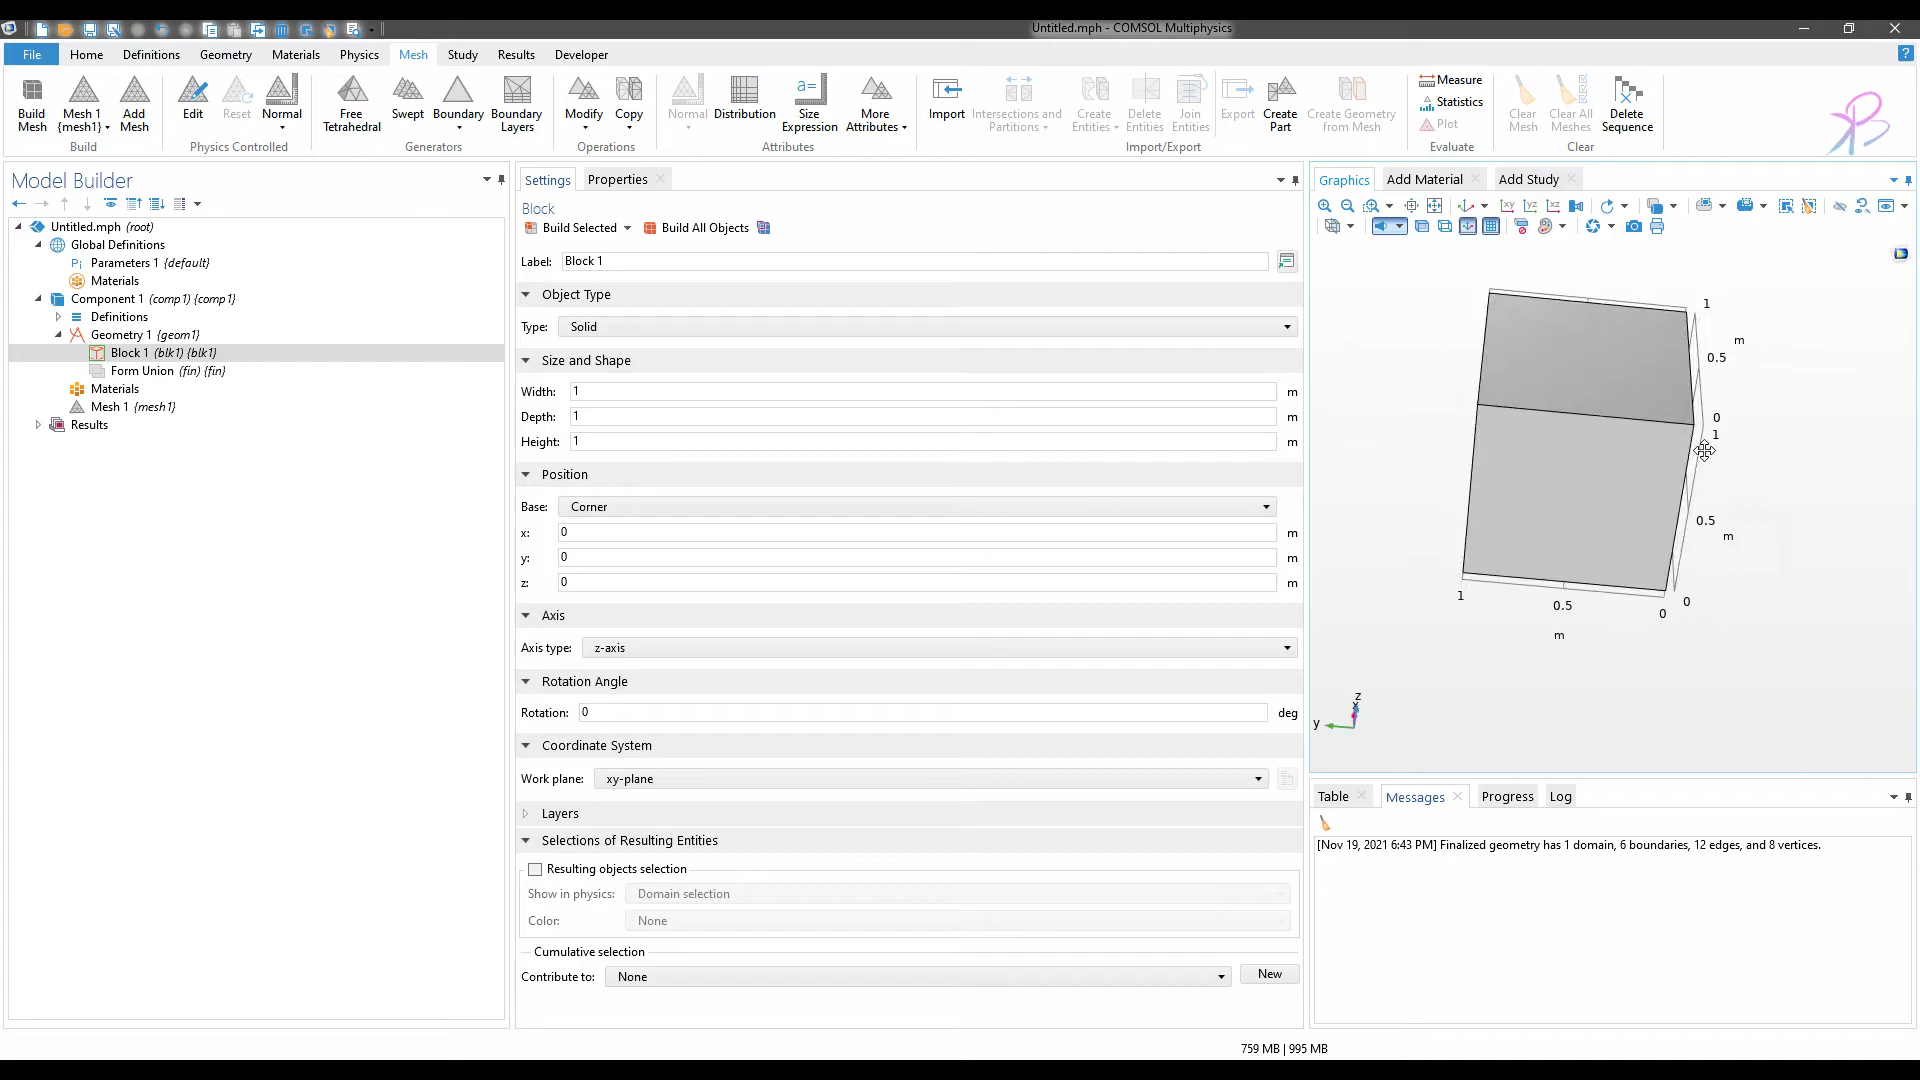 Untitled.mph - COMSOL Multiphysics
File Home Definitions Geometry Materials Physics Mesh Study Results Developer
Build Mesh
Mesh 1 {mesh1}
Add Mesh
Build
Edit
Reset
Normal
Physics Controlled
Free Tetrahedral
Swept
Boundary
Boundary Layers
Generators
Modify
Copy
Operations
Normal
Distribution
Size Expression
More Attributes
Attributes
Import
Intersections and Partitions
Create Entities
Delete Entities
Join Entities
Export
Create Part
Create Geometry from Mesh
Import/Export
Measure
Statistics
Plot
Evaluate
Clear Mesh
Clear All Meshes
Delete Sequence
Clear
Model Builder
Untitled.mph (root)
Global Definitions
Pi Parameters 1 {default}
Materials
Component 1 (comp1) {comp1}
Definitions
Geometry 1 {geom1}
Block 1 (blk1) {blk1}
Form Union (fin) {fin}
Materials
Mesh 1 {mesh1}
Results
Settings Properties
Block
Build Selected Build All Objects
Label: Block 1
Object Type
Type: Solid
Size and Shape
Width: 1 m
Depth: 1 m
Height: 1 m
Position
Base: Corner
x: 0 m
y: 0 m
z: 0 m
Axis
Axis type: z-axis
Rotation Angle
Rotation: 0 deg
Coordinate System
Work plane: xy-plane
Layers
Selections of Resulting Entities
Resulting objects selection
Show in physics: Domain selection
Color: None
Cumulative selection
Contribute to: None New
Graphics Add Material Add Study
xy yz xz
1
m
0.5
0
1
0.5
m
1 0.5 0 0
m
z
x
y
Table Messages Progress Log
[Nov 19, 2021 6:43 PM] Finalized geometry has 1 domain, 6 boundaries, 12 edges, and 8 vertices.
759 MB | 995 MB